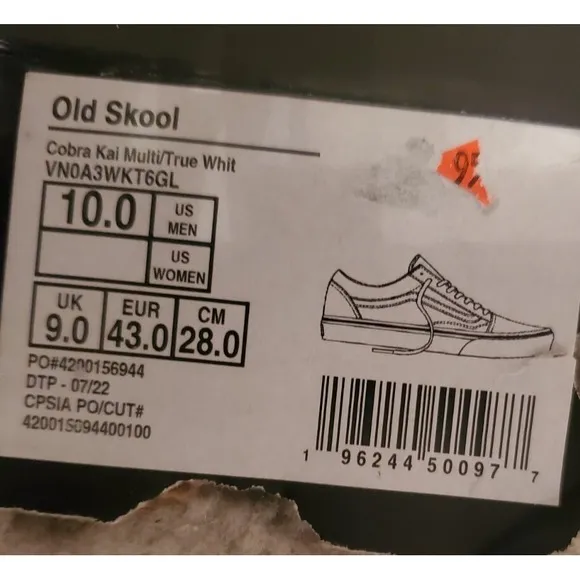 Old Skool
Cobra Kai Multi/True Whit
VN0A3WKT6GL
10.0 US MEN
US WOMEN
UK 9.0 EUR 43.0 CM 28.0
PO#4200156944
DTP - 07/22
CPSIA PO/CUT#
420015694400100
1 96244 50097 7